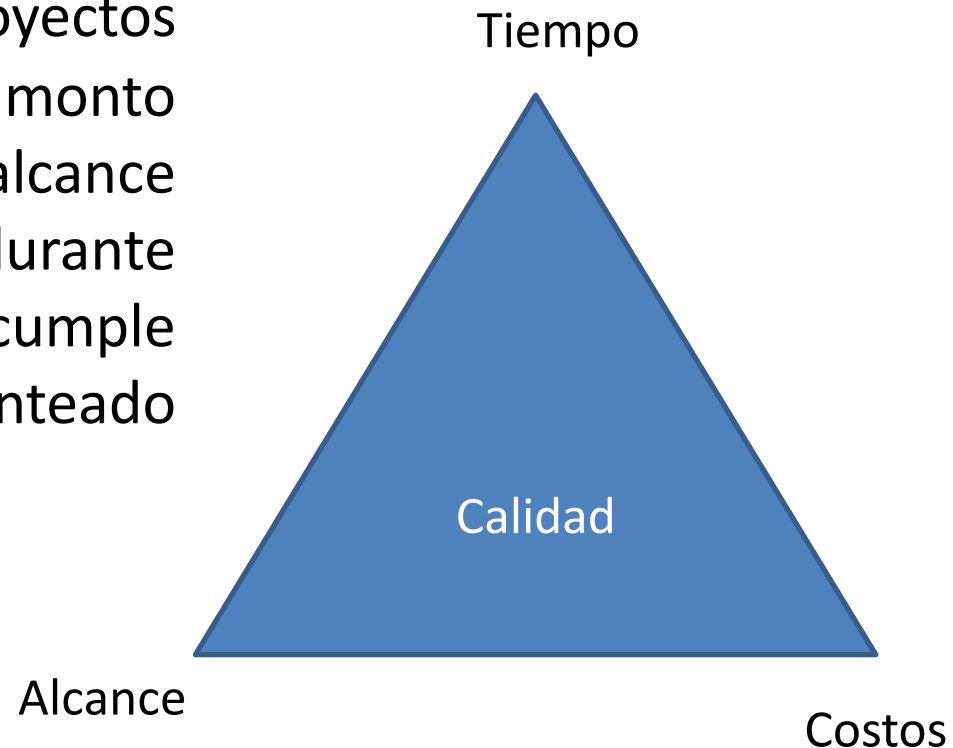 oyectos
monto
alcance
durante
cumple
nteado
Tiempo
Calidad
Alcance
Costos